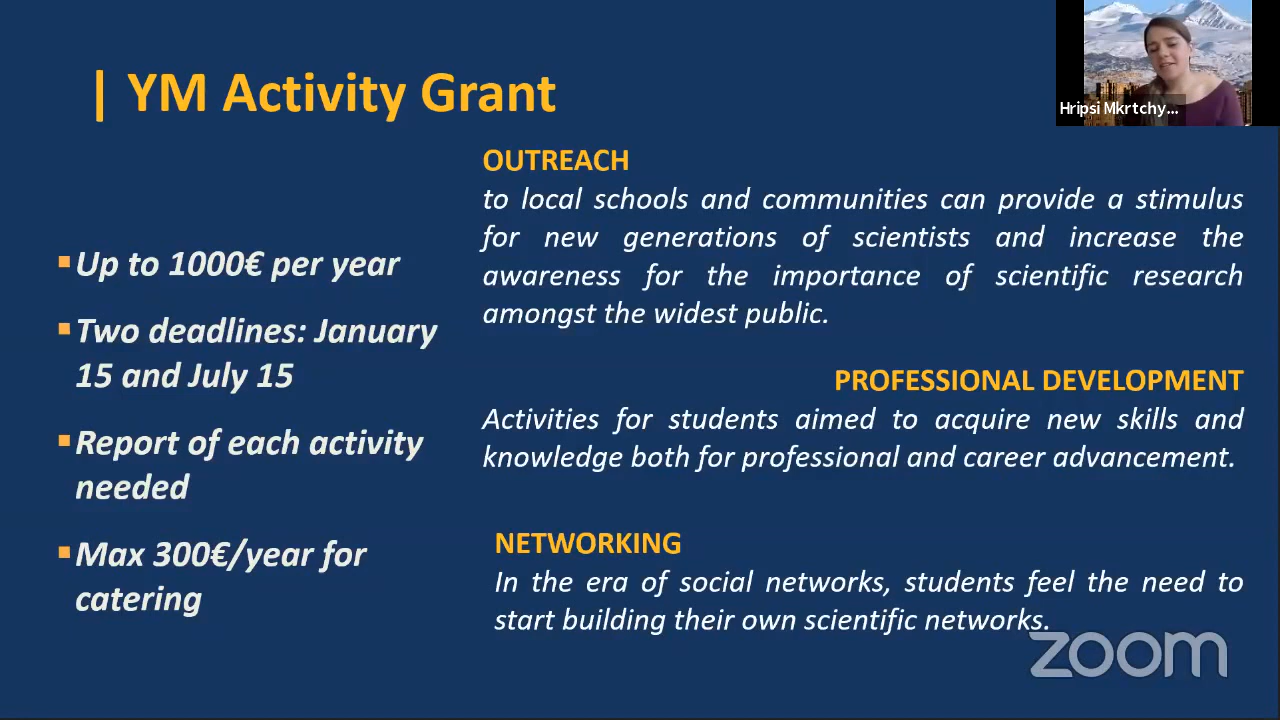 | YM Activity Grant
Hripsi Mkrtchy...
▪Up to 1000€ per year
▪Two deadlines: January
15 and July 15
▪Report of each activity
needed
▪Max 300€/year for
catering
OUTREACH
to local schools and communities can provide a stimulus
for new generations of scientists and increase the
awareness for the importance of scientific research
amongst the widest public.
PROFESSIONAL DEVELOPMENT
Activities for students aimed to acquire new skills and
knowledge both for professional and career advancement.
NETWORKING
In the era of social networks, students feel the need to
start building their own scientific networks.
zoom